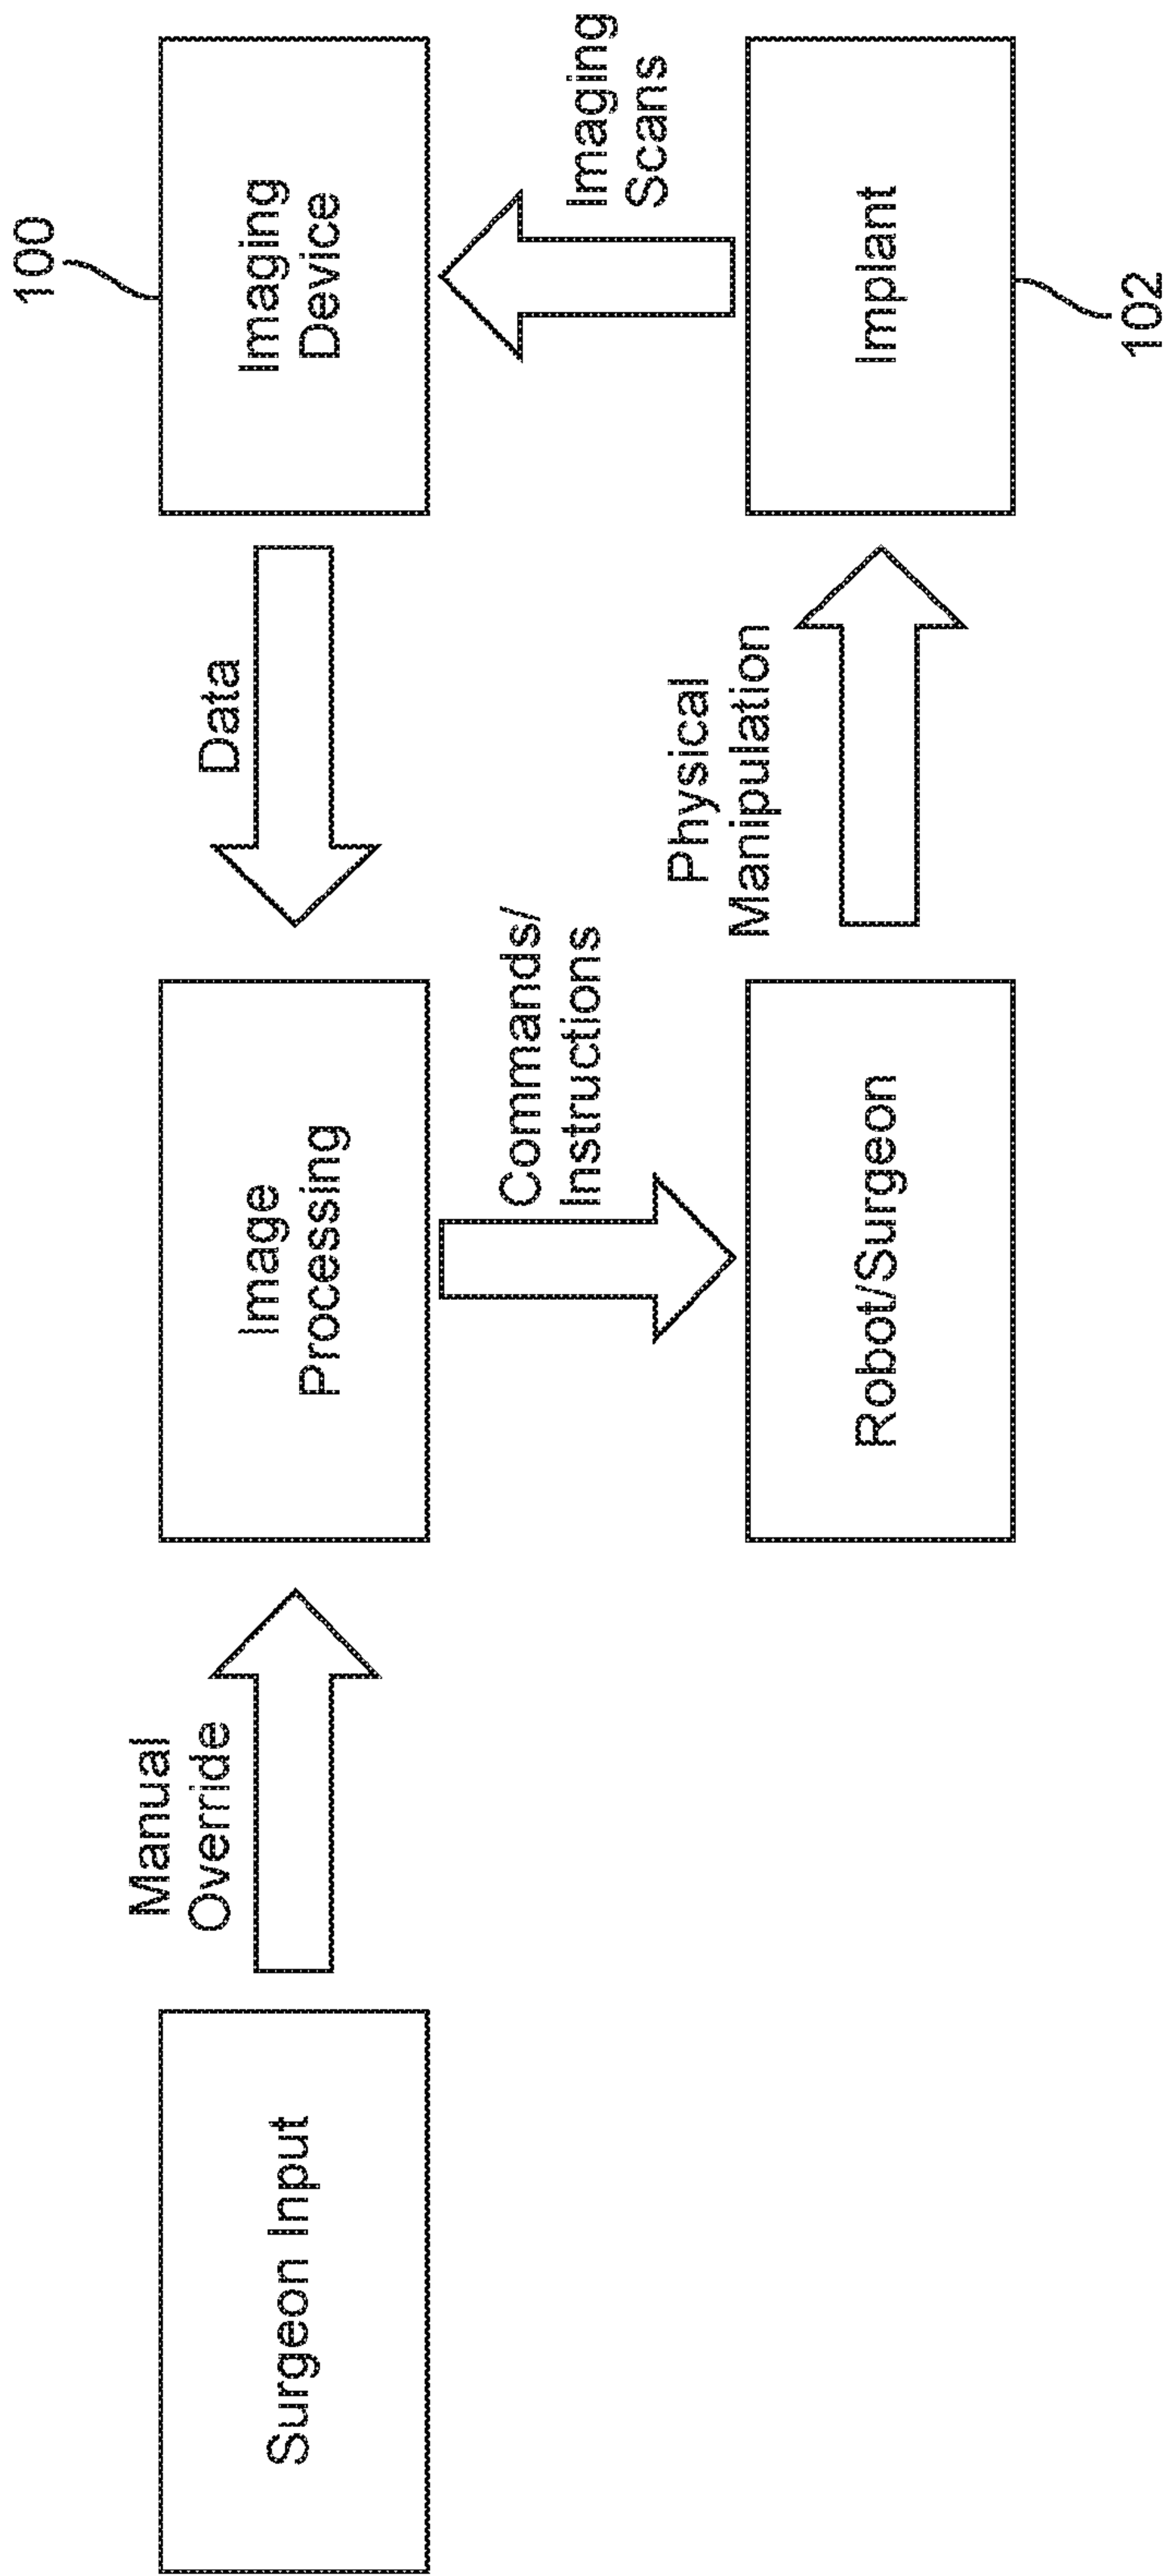 Surgeon Input
Manual
Override
Image
Processing
Data
Imaging
Device
100
Commands/
Instructions
Imaging
Scans
Robot/Surgeon
Physical
Manipulation
Implant
102